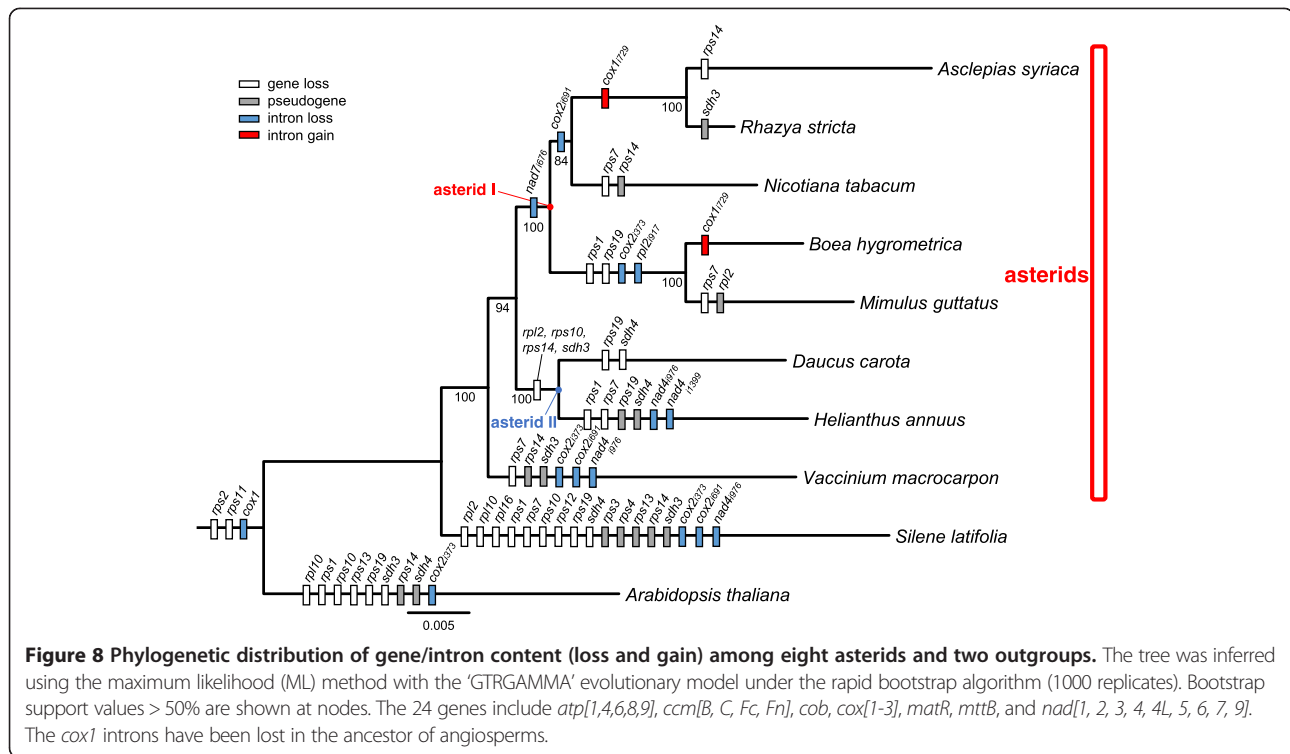 gene loss
pseudogene
intron loss
intron gain
rps14
Asclepias syriaca
cox1i729
100
sdh3
Rhazya stricta
cox2i691
84
rps7
rps14
Nicotiana tabacum
nad7i676
asterid I
100
cox1i729
Boea hygrometrica
rps1
rps19
cox2i373
rpl2i917
100
rps7
rpl2
Mimulus guttatus
asterids
94
rpl2, rps10,
rps14, sdh3
rps19
sdh4
Daucus carota
100
asterid II
rps1
rps7
rps19
sdh4
nad4i976
nad4i1399
Helianthus annuus
100
rps7
rps14
sdh3
cox2i373
cox2i691
nad4i976
Vaccinium macrocarpon
rps2
rps11
cox1
rpl2
rpl10
rpl16
rps1
rps7
rps10
rps12
rps19
sdh4
rps3
rps4
rps13
rps14
sdh3
cox2i373
cox2i691
nad4i976
Silene latifolia
rpl10
rps1
rps10
rps13
rps19
sdh3
rps14
sdh4
cox2i373
Arabidopsis thaliana
0.005
Figure 8 Phylogenetic distribution of gene/intron content (loss and gain) among eight asterids and two outgroups. The tree was inferred
using the maximum likelihood (ML) method with the 'GTRGAMMA' evolutionary model under the rapid bootstrap algorithm (1000 replicates). Bootstrap
support values > 50% are shown at nodes. The 24 genes include atp[1,4,6,8,9], ccm[B, C, Fc, Fn], cob, cox[1-3], matR, mttB, and nad[1, 2, 3, 4, 4L, 5, 6, 7, 9].
The cox1 introns have been lost in the ancestor of angiosperms.